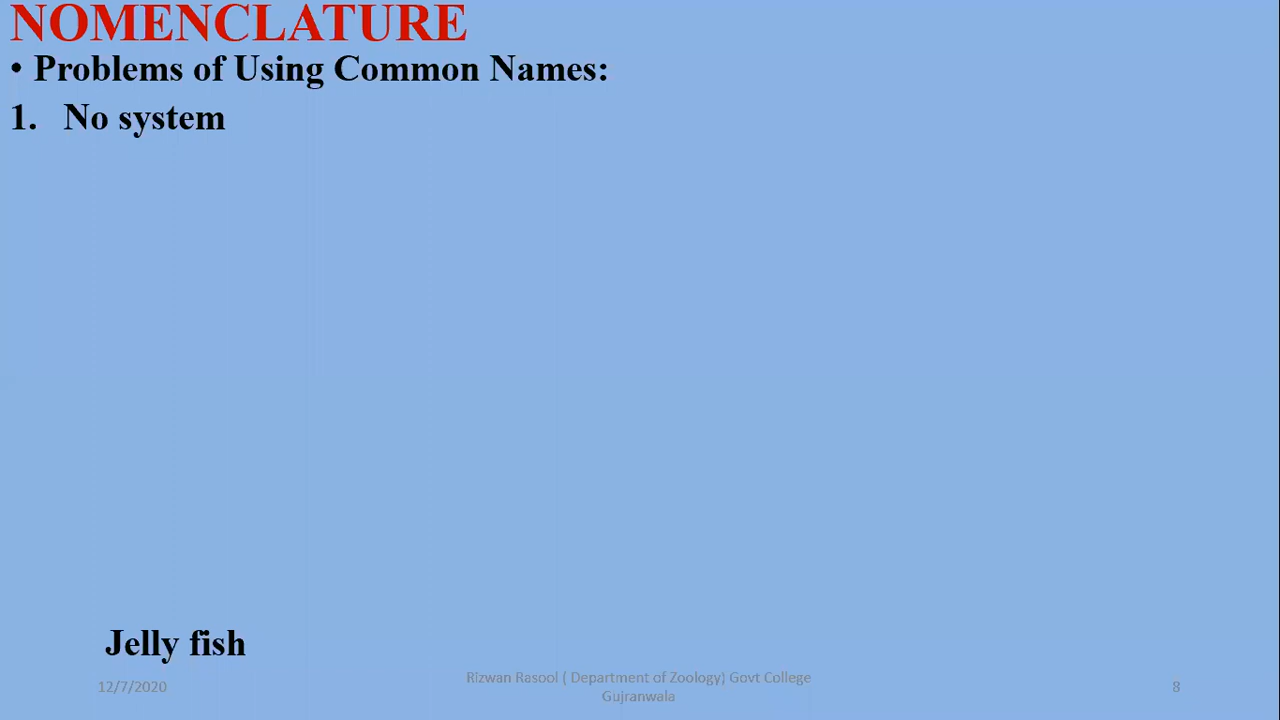 NOMENCLATURE
• Problems of Using Common Names:
1. No system
Jelly fish
12/7/2020
Rizwan Rasool ( Department of Zoology) Govt College
Gujranwala
8